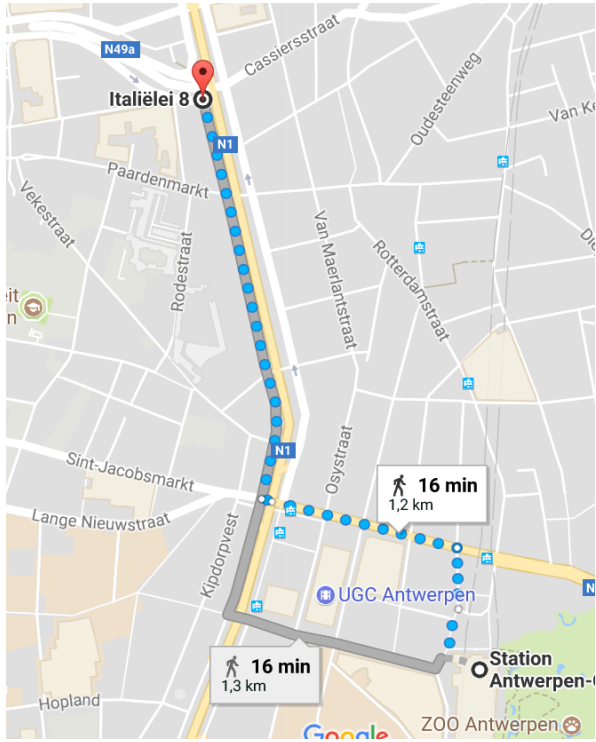 N49a
Cassiersstraat
Italiëlei 8
Oudesteenweg
Van Ke
N1
Paardenmarkt
Vekestraat
Rodestraat
Van Maerlantstraat
Rotterdamstraat
Die
eit
n
N1
Osystraat
Sint-Jacobsmarkt
16 min
1,2 km
Lange Nieuwstraat
Kipdorpvest
UGC Antwerpen
N
16 min
1,3 km
Station
Antwerpen-C
Hopland
ZOO Antwerpen
Google